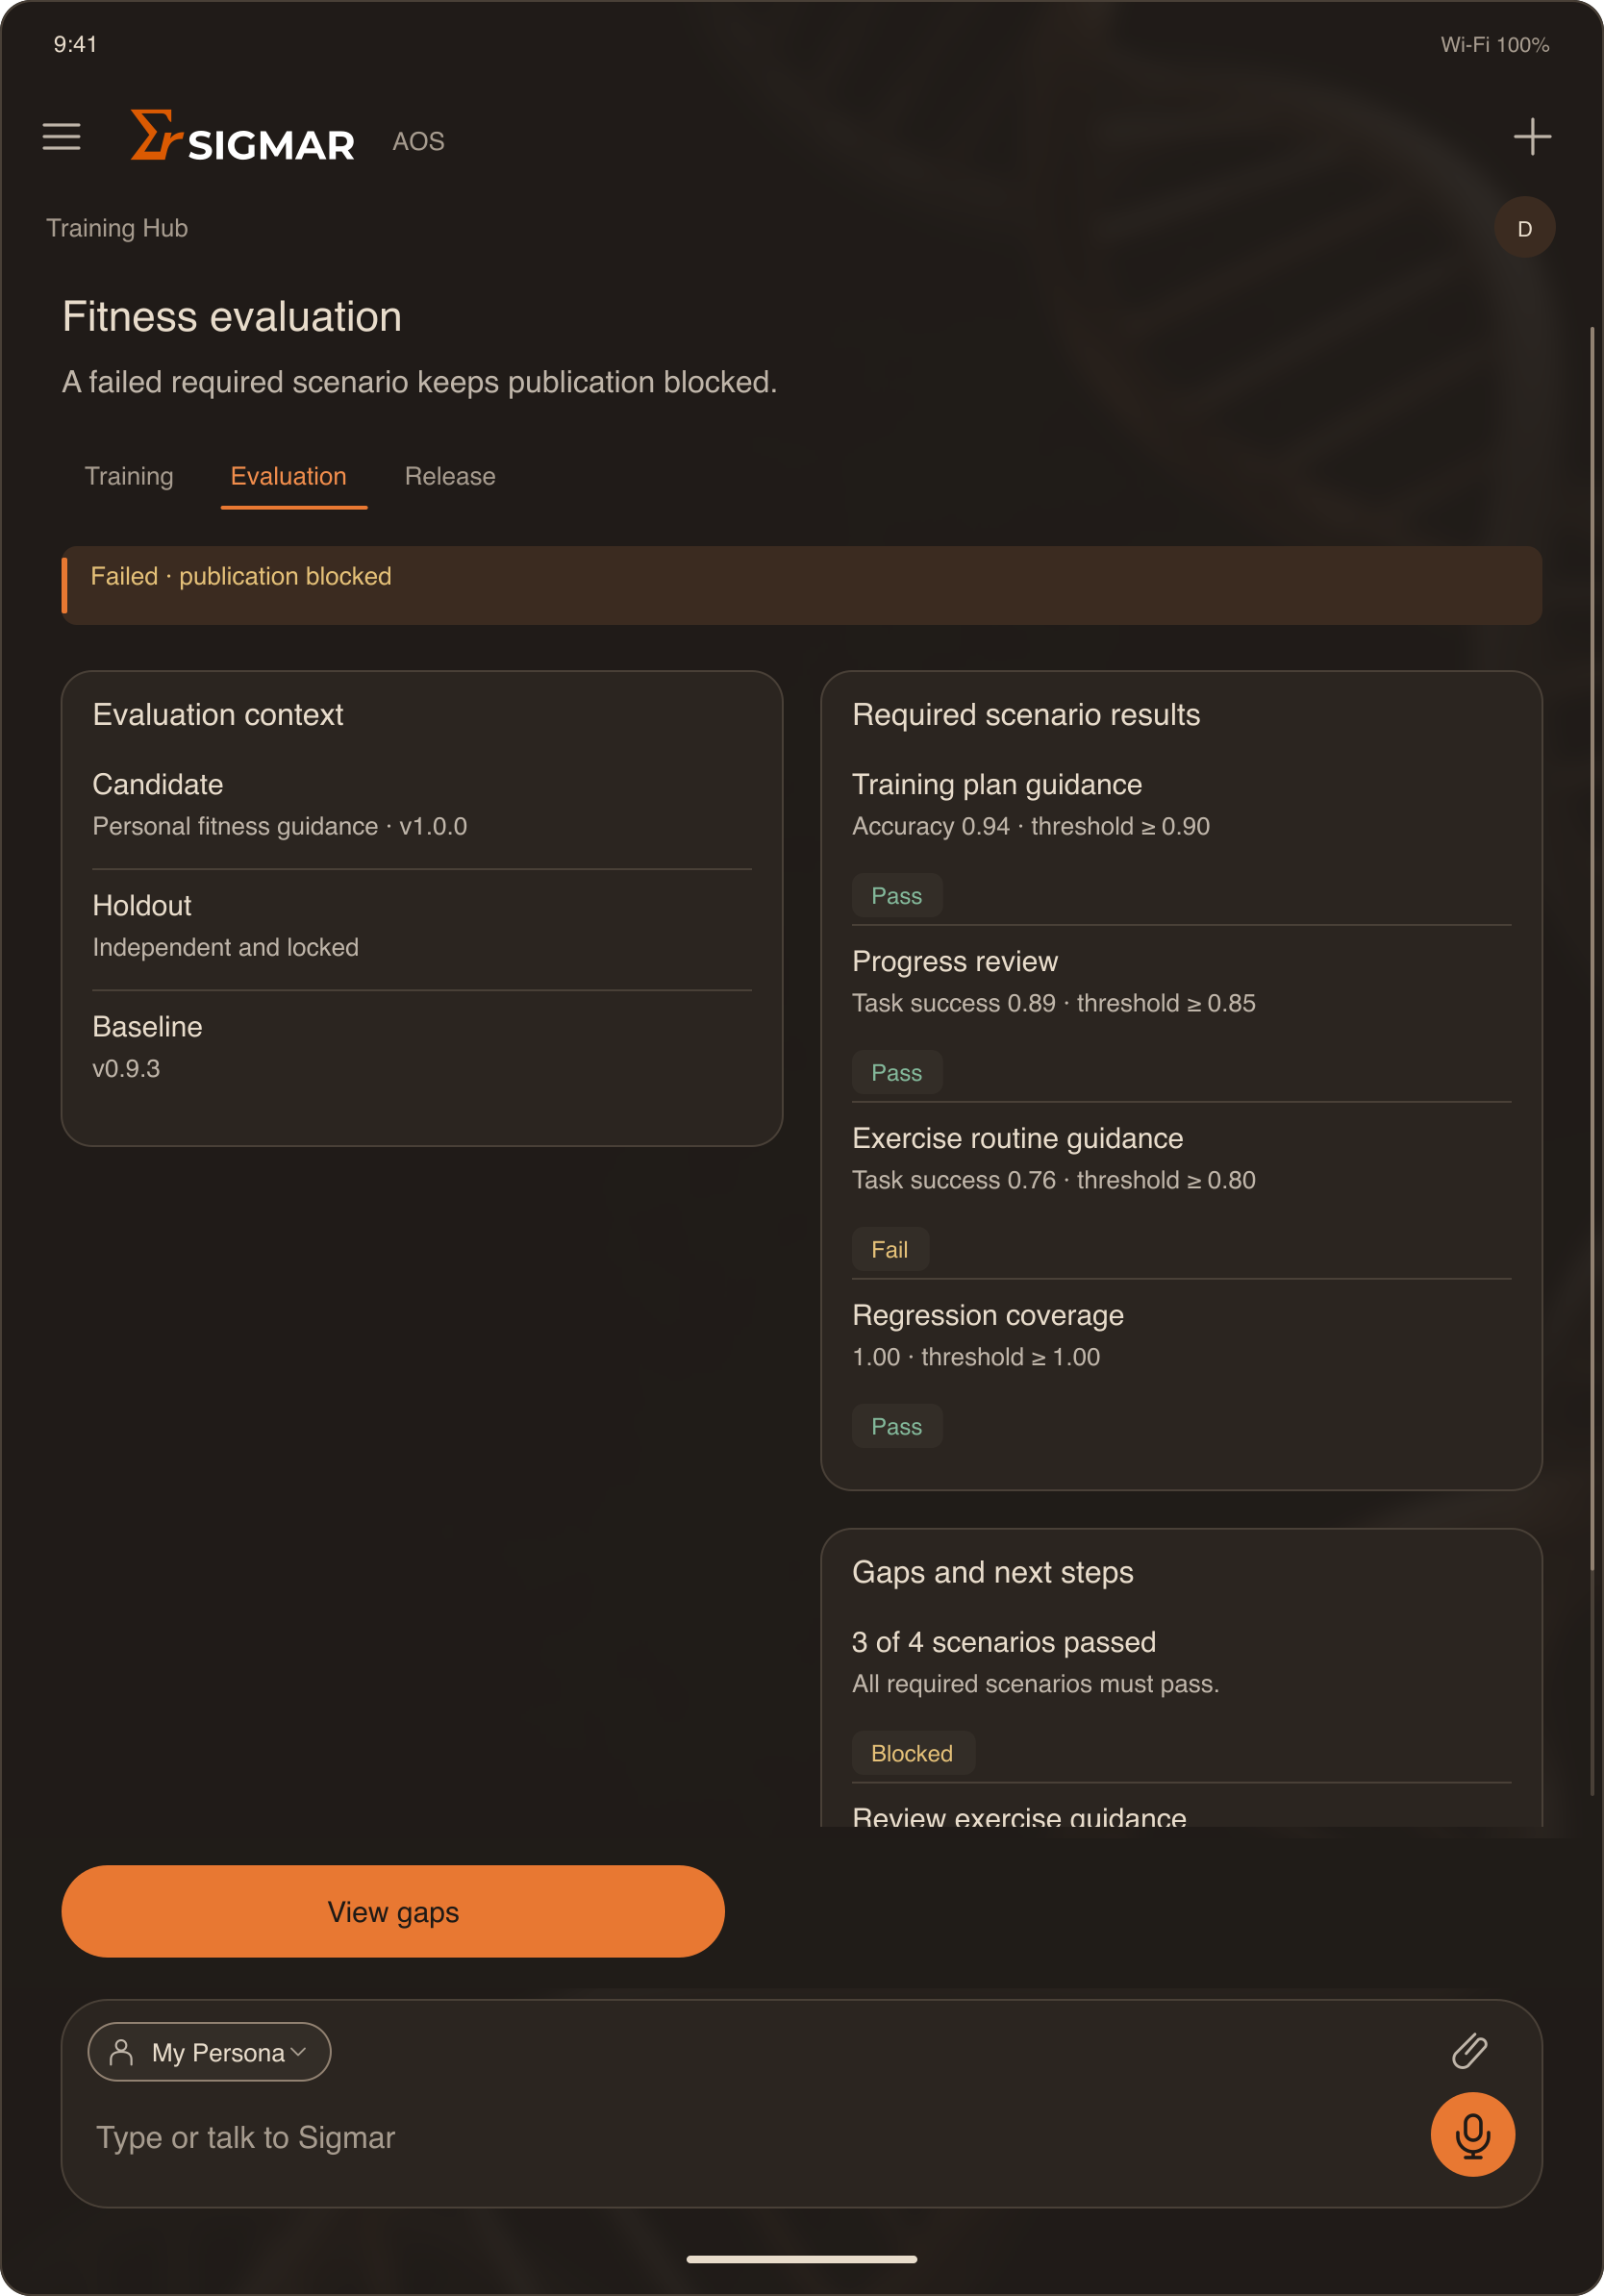 9:41
Wi-Fi 100%
Σr SIGMAR AOS
Training Hub
D
Fitness evaluation
A failed required scenario keeps publication blocked.
Training Evaluation Release
Failed · publication blocked
Evaluation context
Candidate
Personal fitness guidance · v1.0.0
Holdout
Independent and locked
Baseline
v0.9.3
Required scenario results
Training plan guidance
Accuracy 0.94 · threshold ≥ 0.90
Pass
Progress review
Task success 0.89 · threshold ≥ 0.85
Pass
Exercise routine guidance
Task success 0.76 · threshold ≥ 0.80
Fail
Regression coverage
1.00 · threshold ≥ 1.00
Pass
Gaps and next steps
3 of 4 scenarios passed
All required scenarios must pass.
Blocked
Review exercise guidance
View gaps
My Persona
Type or talk to Sigmar